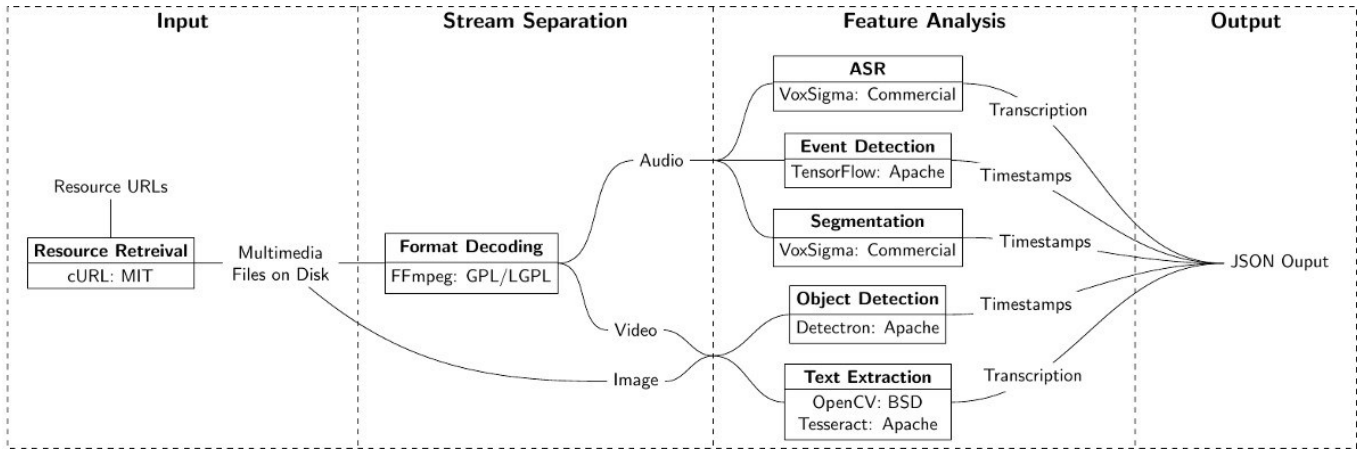 Input
Stream Separation
Feature Analysis
Output
Resource URLs
Resource Retreival
cURL: MIT
Multimedia
Files on Disk
Format Decoding
FFmpeg: GPL/LGPL
Audio
Video
Image
ASR
VoxSigma: Commercial
Event Detection
TensorFlow: Apache
Segmentation
VoxSigma: Commercial
Object Detection
Detectron: Apache
Text Extraction
OpenCV: BSD
Tesseract: Apache
Transcription
Timestamps
Timestamps
Timestamps
Transcription
JSON Ouput